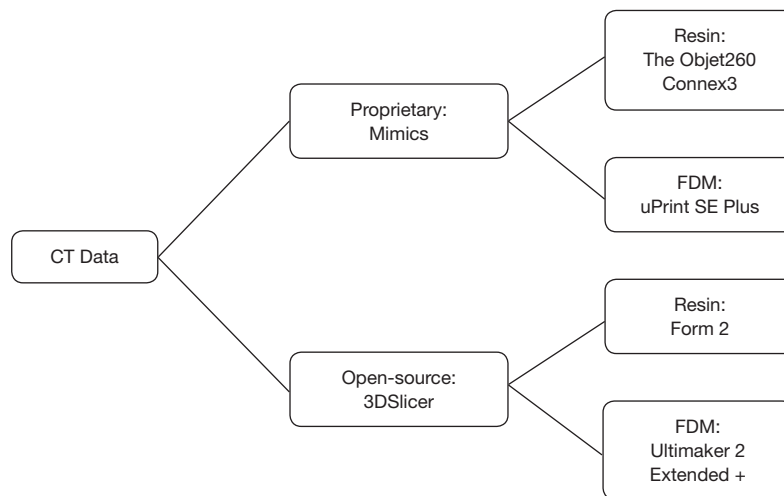 Resin:
The Objet260
Connex3
Proprietary:
Mimics
FDM:
uPrint SE Plus
CT Data
Resin:
Form 2
Open-source:
3DSlicer
FDM:
Ultimaker 2
Extended +